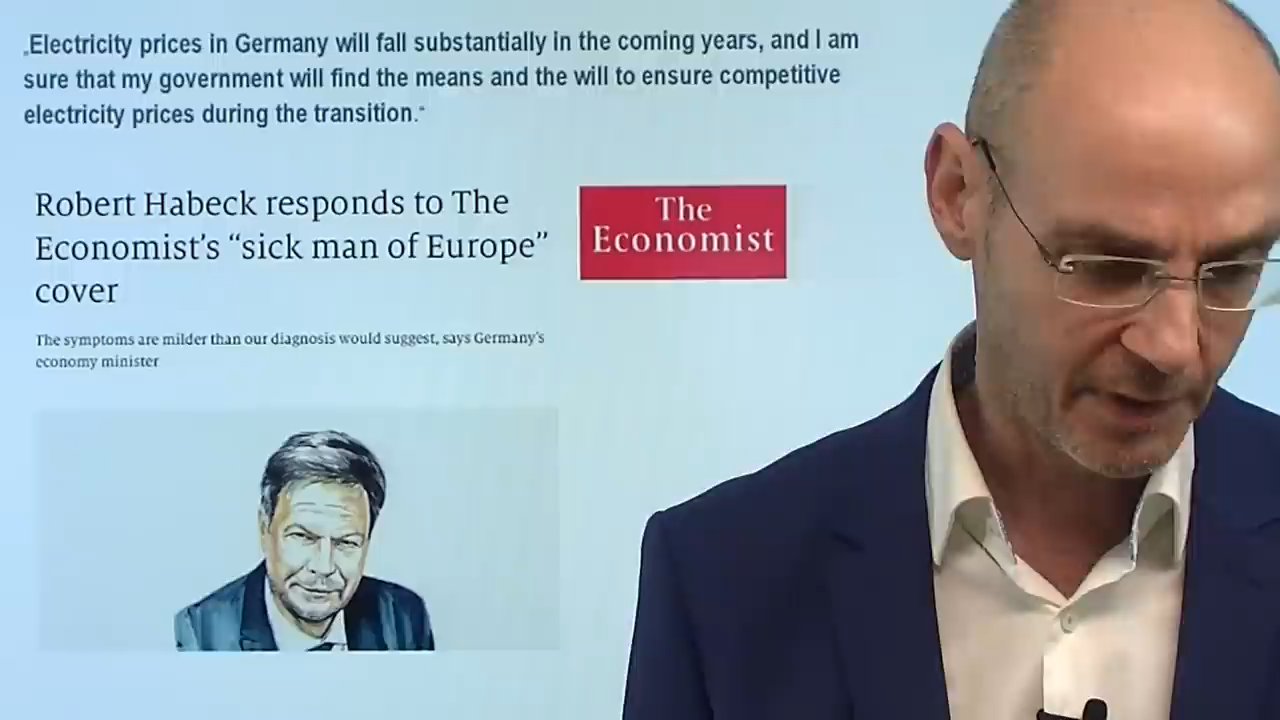 „Electricity prices in Germany will fall substantially in the coming years, and I am
sure that my government will find the means and the will to ensure competitive
electricity prices during the transition.“
Robert Habeck responds to The
Economist’s “sick man of Europe”
cover
The
Economist
The symptoms are milder than our diagnosis would suggest, says Germany’s
economy minister